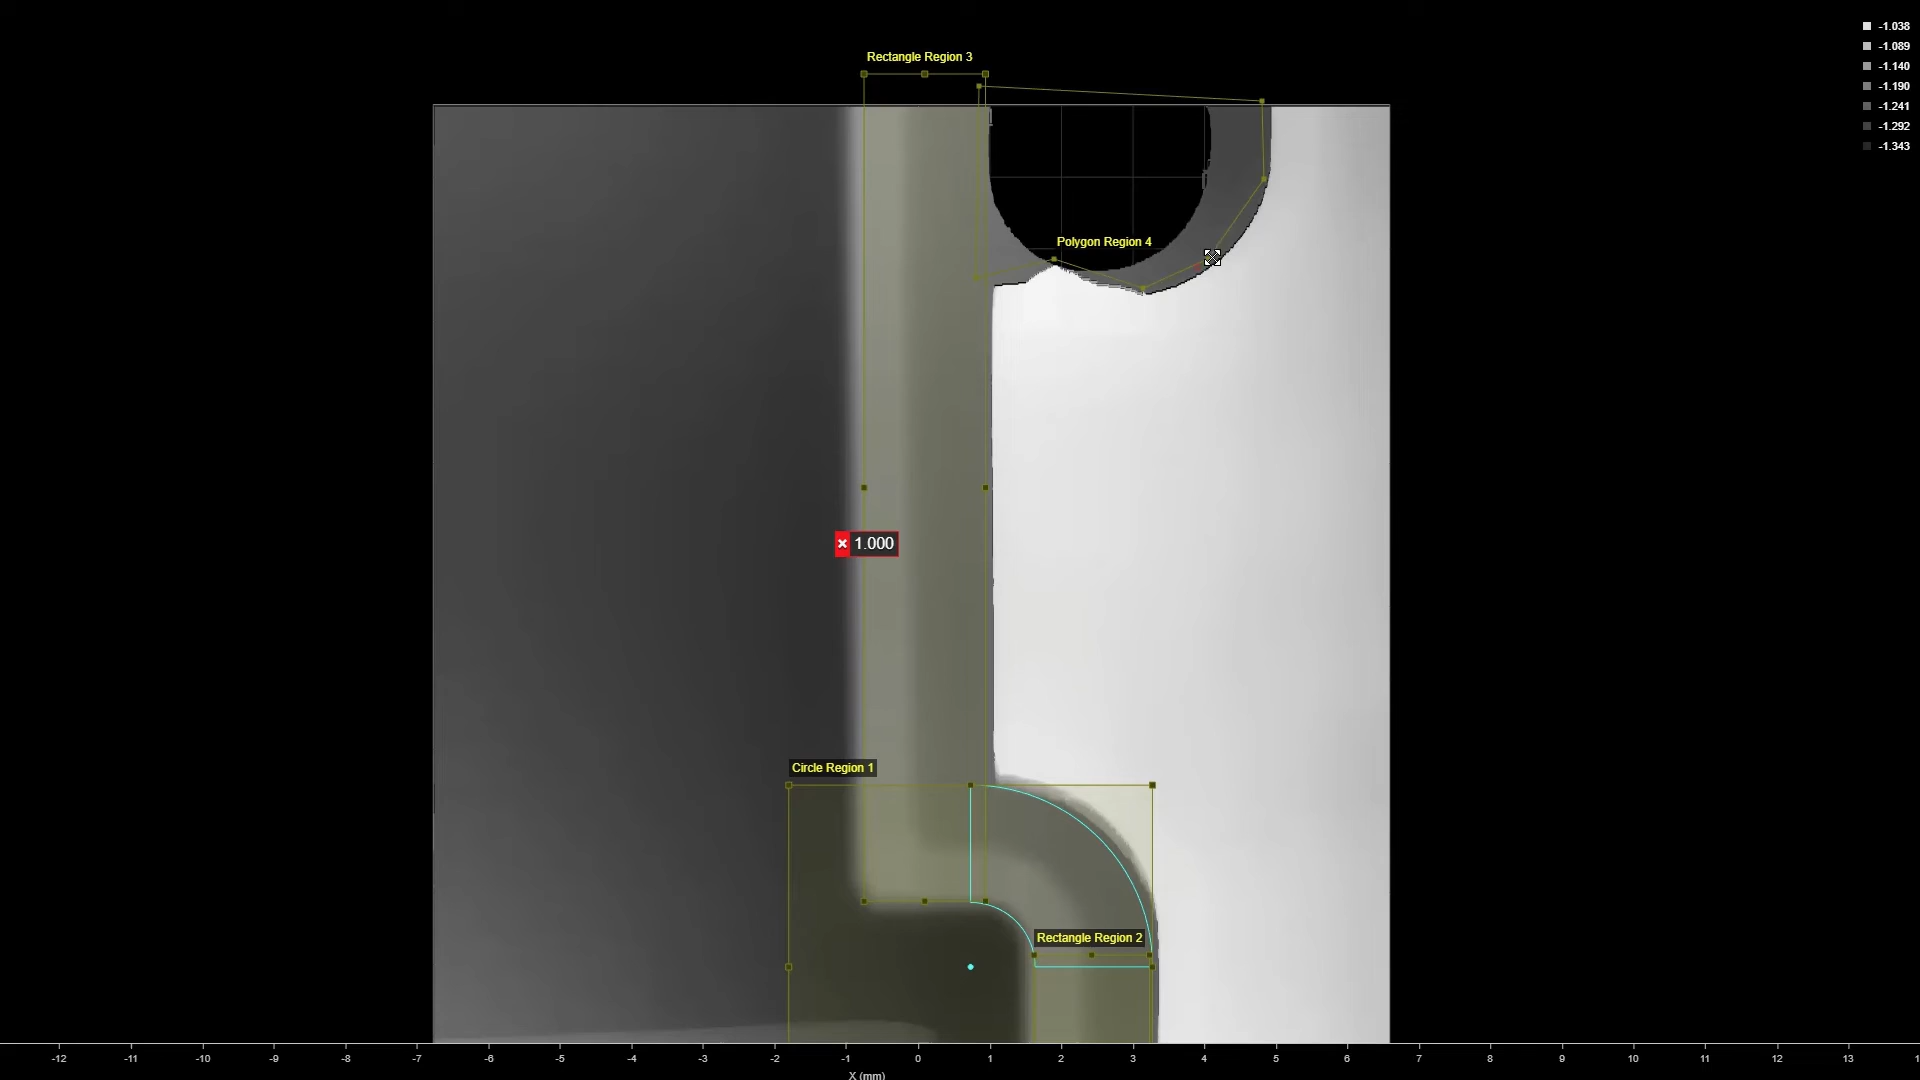 -1.038
-1.089
-1.140
-1.190
-1.241
-1.292
-1.343
Rectangle Region 3
Polygon Region 4
1.000
Circle Region 1
Rectangle Region 2
-12 -11 -10 -9 -8 -7 -6 -5 -4 -3 -2 -1 0 1 2 3 4 5 6 7 8 9 10 11 12 13
X (mm)